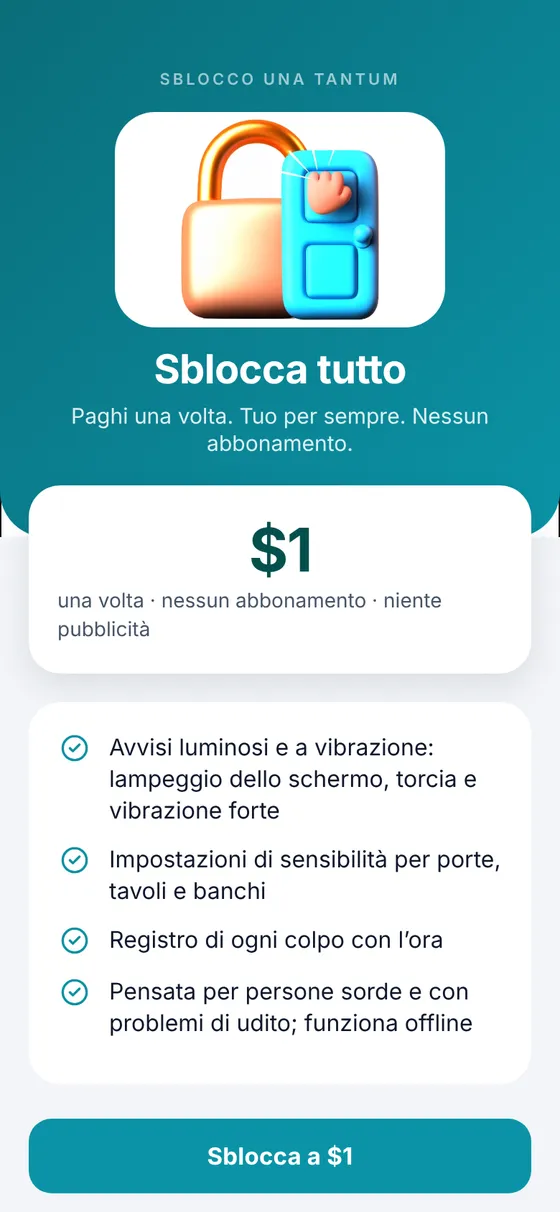 SBLOCCO UNA TANTUM
Sblocca tutto
Paghi una volta. Tuo per sempre. Nessun
abbonamento.
$1
una volta · nessun abbonamento · niente
pubblicità
Avvisi luminosi e a vibrazione:
lampeggio dello schermo, torcia e
vibrazione forte
Impostazioni di sensibilità per porte,
tavoli e banchi
Registro di ogni colpo con l’ora
Pensata per persone sorde e con
problemi di udito; funziona offline
Sblocca a $1